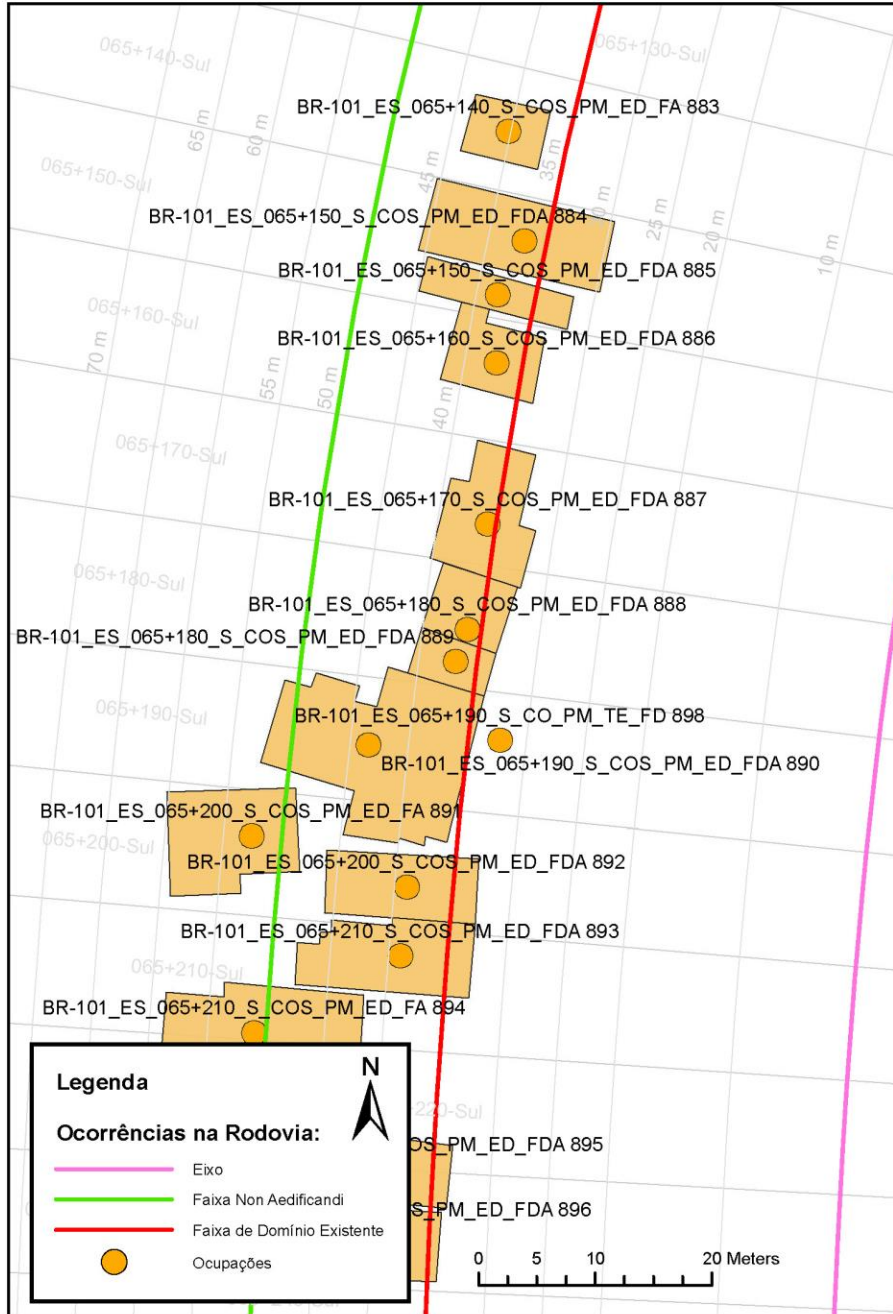 065+140-Sul
065+130-Sul
BR-101_ES_065+140_S_COS_PM_ED_FA 883
65 m
60 m
45 m
35 m
065+150-Sul
BR-101_ES_065+150_S_COS_PM_ED_FDA 884
25 m
20 m
10 m
BR-101_ES_065+150_S_COS_PM_ED_FDA 885
065+160-Sul
BR-101_ES_065+160_S_COS_PM_ED_FDA 886
70 m
55 m
50 m
40 m
065+170-Sul
BR-101_ES_065+170_S_COS_PM_ED_FDA 887
065+180-Sul
BR-101_ES_065+180_S_COS_PM_ED_FDA 888
BR-101_ES_065+180_S_COS_PM_ED_FDA 889
065+190-Sul
BR-101_ES_065+190_S_CO_PM_TE_FD 898
BR-101_ES_065+190_S_COS_PM_ED_FDA 890
BR-101_ES_065+200_S_COS_PM_ED_FA 891
065+200-Sul
BR-101_ES_065+200_S_COS_PM_ED_FDA 892
BR-101_ES_065+210_S_COS_PM_ED_FDA 893
065+210-Sul
BR-101_ES_065+210_S_COS_PM_ED_FA 894
Legenda
N
Ocorrências na Rodovia:
Eixo
Faixa Non Aedificandi
Faixa de Domínio Existente
Ocupações
+220-Sul
COS_PM_ED_FDA 895
S_PM_ED_FDA 896
0 5 10 20 Meters